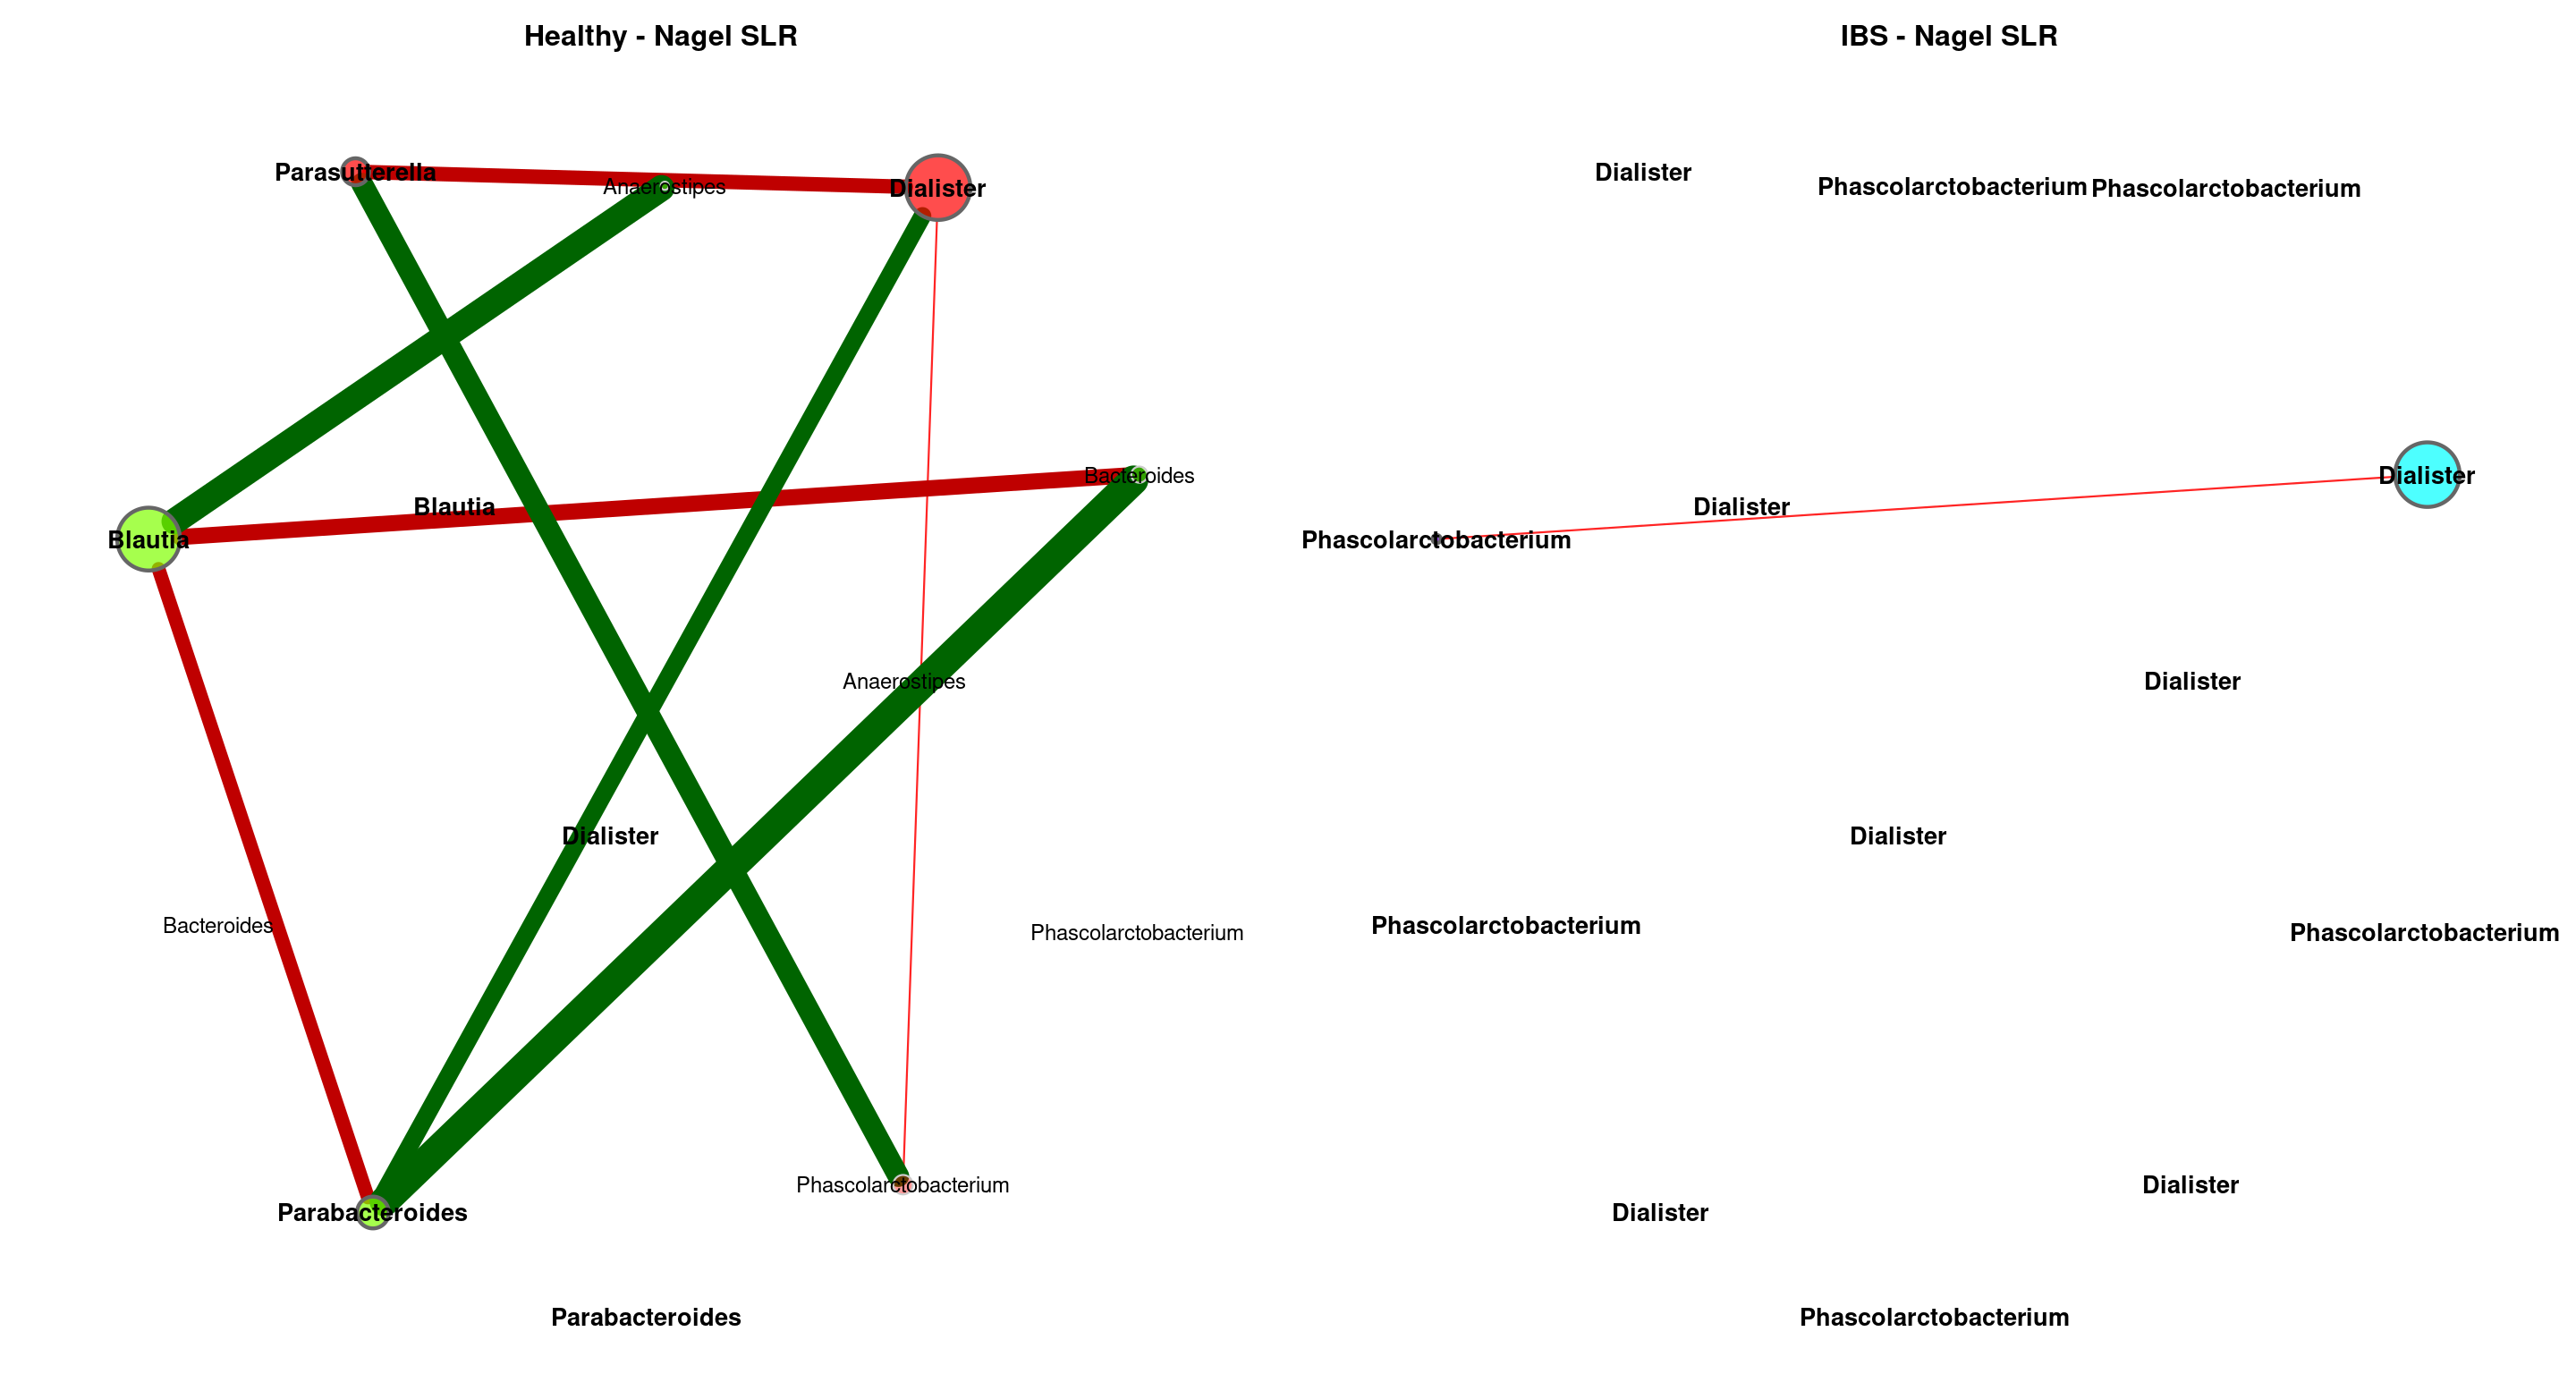 Healthy - Nagel SLR
Parasutterella
Anaerostipes
Dialister
Bacteroides
Blautia
Blautia
Anaerostipes
Dialister
Bacteroides
Phascolarctobacterium
Phascolarctobacterium
Parabacteroides
Parabacteroides
IBS - Nagel SLR
Dialister
Phascolarctobacterium
Phascolarctobacterium
Dialister
Dialister
Phascolarctobacterium
Dialister
Dialister
Phascolarctobacterium
Phascolarctobacterium
Dialister
Dialister
Phascolarctobacterium